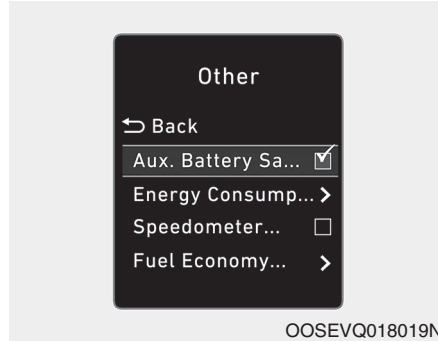 Other
Back
Aux. Battery Sa...
Energy Consump...
Speedometer...
Fuel Economy...
OOSEVQ018019N